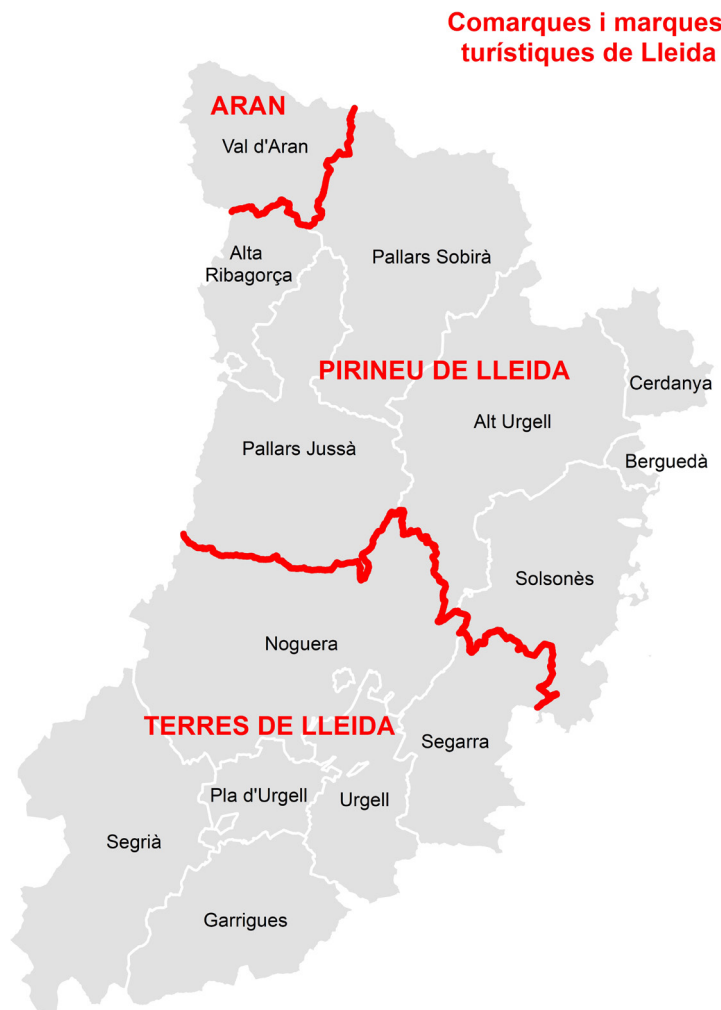 Comarques i marques
turístiques de Lleida
ARAN
Val d'Aran
Alta
Ribagorça
Pallars Sobirà
PIRINEU DE LLEIDA
Cerdanya
Alt Urgell
Pallars Jussà
Berguedà
Solsonès
Noguera
TERRES DE LLEIDA
Segarra
Pla d'Urgell
Urgell
Segrià
Garrigues